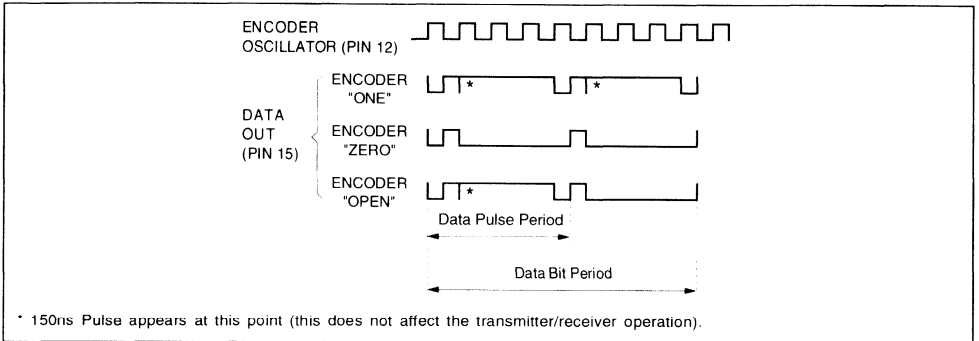 ENCODER
OSCILLATOR (PIN 12)
ENCODER
"ONE"
*
*
DATA
OUT
(PIN 15)
ENCODER
"ZERO"
ENCODER
"OPEN"
*
Data Pulse Period
Data Bit Period
* 150ns Pulse appears at this point (this does not affect the transmitter/receiver operation).